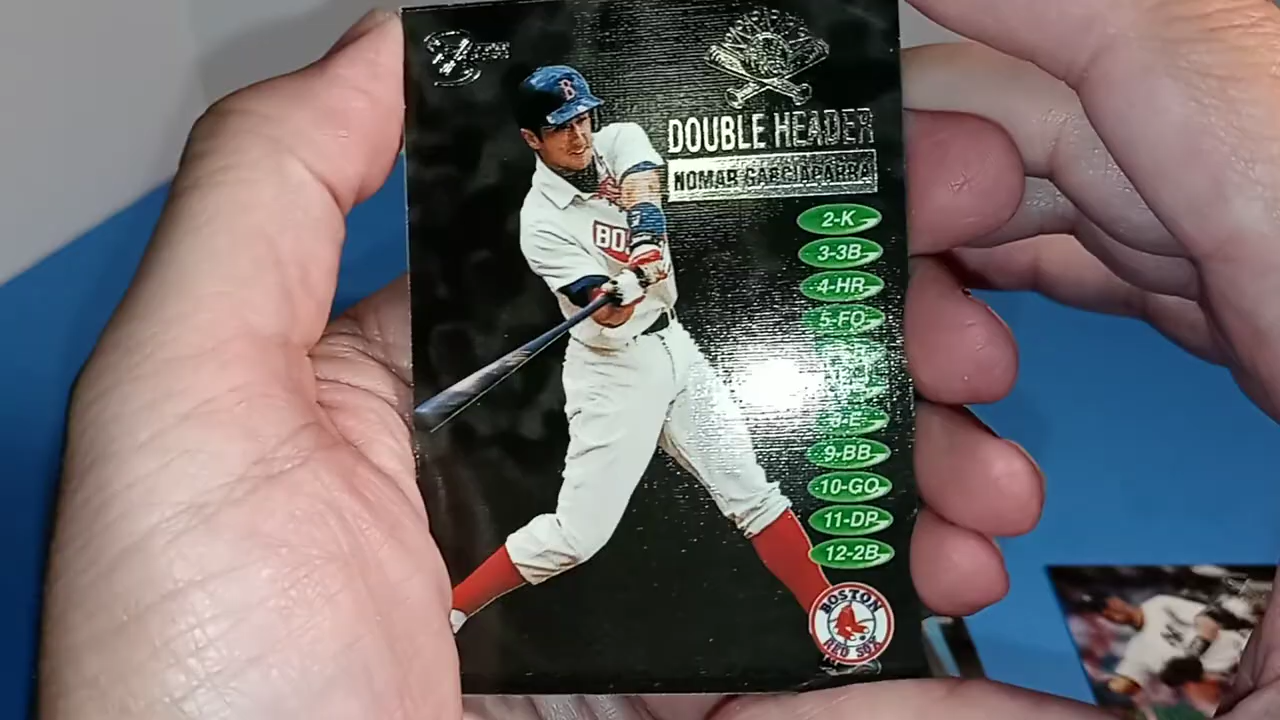 DOUBLE HEADER
NOMAR GARCIAPARRA
2-K
3-3B
4-HR
5-FO
8-E
9-BB
10-GO
11-DP
12-2B
B
BO
BOSTON
RED SOX